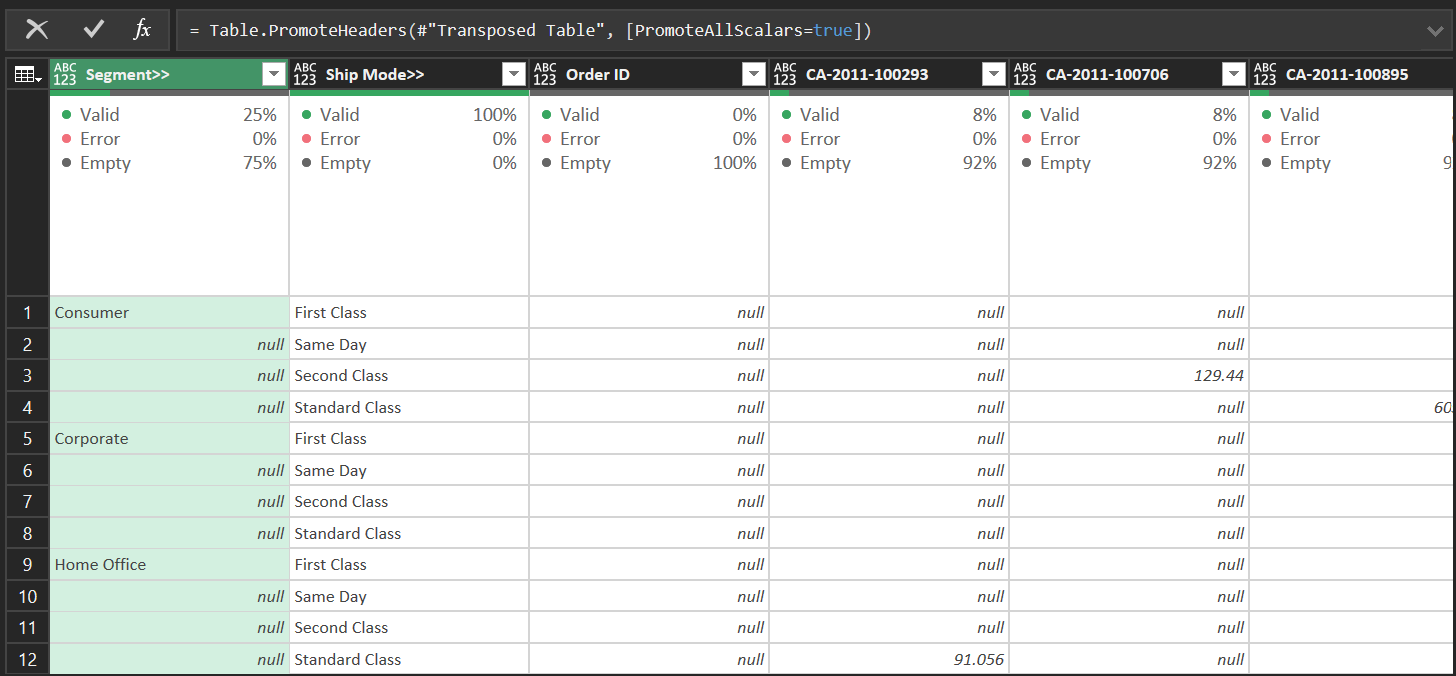 fx = Table.PromoteHeaders(#"Transposed Table", [PromoteAllScalars=true])
ABC 123 Segment>> ABC 123 Ship Mode>> ABC 123 Order ID ABC 123 CA-2011-100293 ABC 123 CA-2011-100706 ABC 123 CA-2011-100895
Valid 25% Valid 100% Valid 0% Valid 8% Valid 8% Valid
Error 0% Error 0% Error 0% Error 0% Error 0% Error
Empty 75% Empty 0% Empty 100% Empty 92% Empty 92% Empty 9
1 Consumer First Class null null null
2 null Same Day null null null
3 null Second Class null null 129.44
4 null Standard Class null null null 60
5 Corporate First Class null null null
6 null Same Day null null null
7 null Second Class null null null
8 null Standard Class null null null
9 Home Office First Class null null null
10 null Same Day null null null
11 null Second Class null null null
12 null Standard Class null 91.056 null